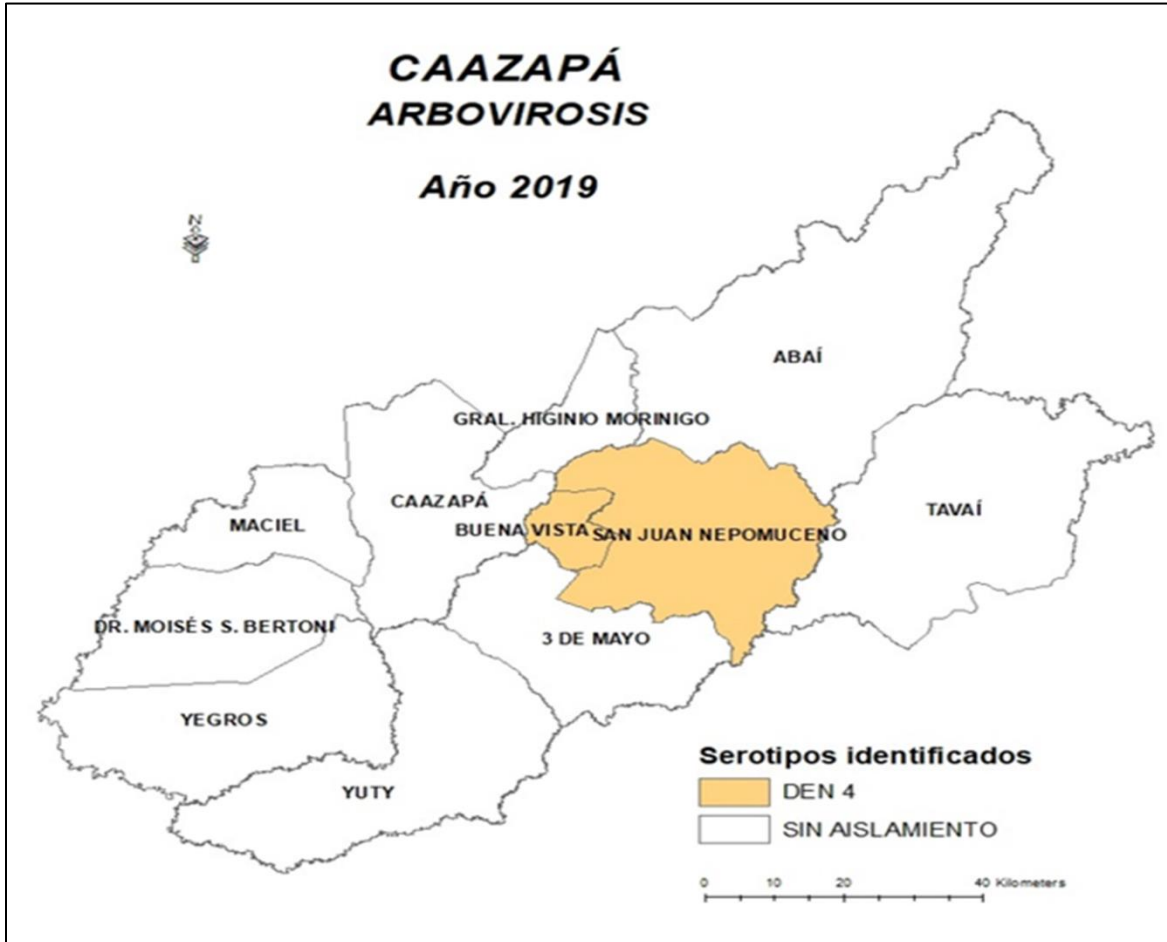 CAAZAPÁ
ARBOVIROSIS
Año 2019
N
ABAÍ
GRAL. HIGINIO MORINIGO
CAAZAPÁ
TAVAÍ
MACIEL
BUENA VISTA
SAN JUAN NEPOMUCENO
DR. MOISÉS S. BERTONI
3 DE MAYO
YEGROS
YUTY
Serotipos identificados
DEN 4
SIN AISLAMIENTO
0 10 20 40 Kilometers